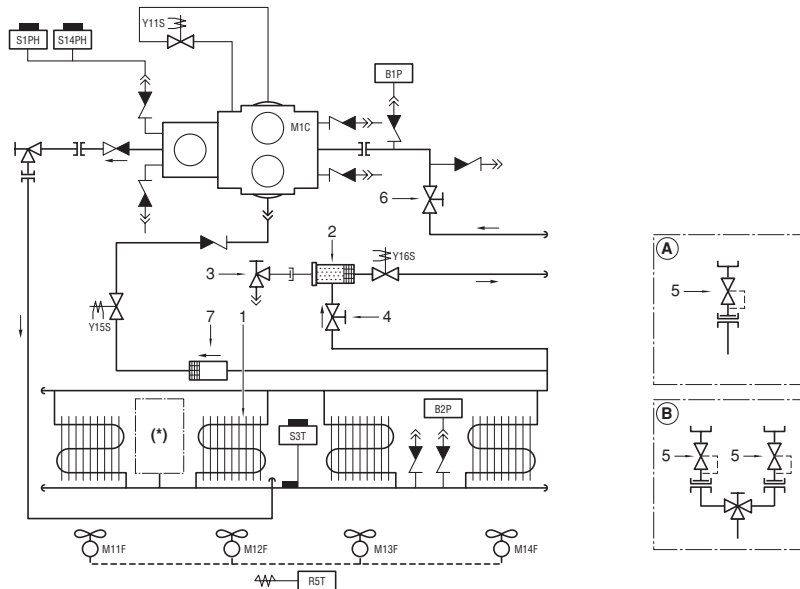 Y11S
S1PH S14PH
B1P
M1C
6
2
Y16S
3
4
Y15S
7 1
B2P
(*)
S3T
M11F M12F M13F M14F
R5T
A
5
B
5 5